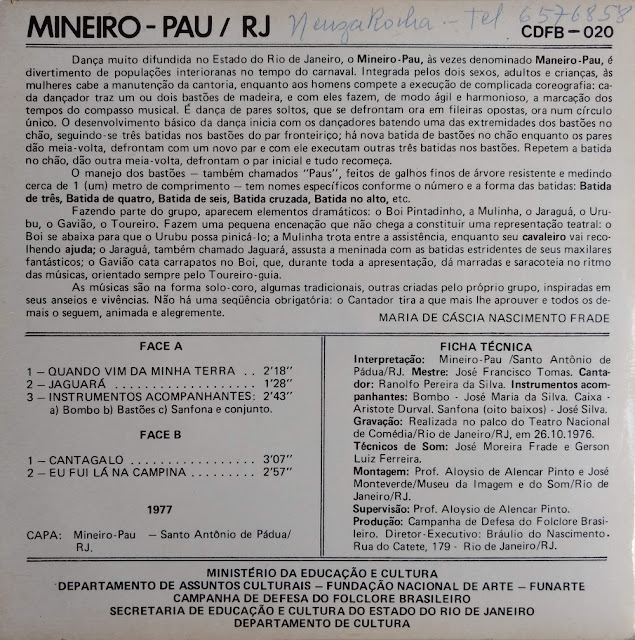 MINEIRO - PAU / RJ Neuza Rocha - Tel 6576858
CDFB — 020
Dança muito difundida no Estado do Rio de Janeiro, o Mineiro-Pau, às vezes denominado Maneiro-Pau, é
divertimento de populações interioranas no tempo do carnaval. Integrada pelos dois sexos, adultos e crianças, às
mulheres cabe a manutenção da cantoria, enquanto aos homens compete a execução de complicada coreografia: ca-
da dançador traz um ou dois bastões de madeira, e com eles fazem, de modo ágil e harmonioso, a marcação dos
tempos do compasso musical. É dança de pares soltos, que se defrontam ora em fileiras opostas, ora num círculo
único. O desenvolvimento básico da dança inicia com os dançadores batendo uma das extremidades dos bastões no
chão, seguindo-se três batidas nos bastões do par fronteiriço; há nova batida de bastões no chão enquanto os pares
dão meia-volta, defrontam com um novo par e com ele executam outras três batidas nos bastões. Repetem a batida
no chão, dão outra meia-volta, defrontam o par inicial e tudo recomeça.
O manejo dos bastões — também chamados "Paus", feitos de galhos finos de árvore resistente e medindo
cerca de 1 (um) metro de comprimento — tem nomes específicos conforme o número e a forma das batidas: Batida
de três, Batida de quatro, Batida de seis, Batida cruzada, Batida no alto, etc.
Fazendo parte do grupo, aparecem elementos dramáticos: o Boi Pintadinho, a Mulinha, o Jaraguá, o Uru-
bu, o Gavião, o Toureiro. Fazem uma pequena encenação que não chega a constituir uma representação teatral: o
Boi se abaixa para que o Urubu possa pinicá-lo; a Mulinha trota entre a assistência, enquanto seu cavaleiro vai reco-
lhendo ajuda; o Jaraguá, também chamado Jaguará, assusta a meninada com as batidas estridentes de seus maxilares
fantásticos; o Gavião cata carrapatos no Boi, que, durante toda a apresentação, dá marradas e saracoteia no ritmo
das músicas, orientado sempre pelo Toureiro-guia.
As músicas são na forma solo-coro, algumas tradicionais, outras criadas pelo próprio grupo, inspiradas em
seus anseios e vivências. Não há uma seqüência obrigatória: o Cantador tira a que mais lhe aprouver e todos os de-
mais o seguem, animada e alegremente.
MARIA DE CÁSCIA NASCIMENTO FRADE
FACE A
1 — QUANDO VIM DA MINHA TERRA . . 2'18"
2 — JAGUARÁ . . . . . . . . . . . . . . . . . . 1'28"
3 — INSTRUMENTOS ACOMPANHANTES: 2'43"
a) Bombo b) Bastões c) Sanfona e conjunto.
FACE B
1 — CANTAGALO . . . . . . . . . . . . . . . . 3'07"
2 — EU FUI LÁ NA CAMPINA . . . . . . . . . 2'57"
1977
CAPA: Mineiro-Pau — Santo Antônio de Pádua/
RJ.
FICHA TÉCNICA
Interpretação: Mineiro-Pau /Santo Antônio de
Pádua/RJ. Mestre: José Francisco Tomas. Canta-
dor: Ranolfo Pereira da Silva. Instrumentos acom-
panhantes: Bombo - José Maria da Silva. Caixa -
Aristote Durval. Sanfona (oito baixos) - José Silva.
Gravação: Realizada no palco do Teatro Nacional
de Comédia/Rio de Janeiro/RJ, em 26.10.1976.
Técnicos de Som: José Moreira Frade e Gerson
Luiz Ferreira.
Montagem: Prof. Aloysio de Alencar Pinto e José
Monteverde/Museu da Imagem e do Som/Rio de
Janeiro/RJ.
Supervisão: Prof. Aloysio de Alencar Pinto.
Produção: Campanha de Defesa do Folclore Brasi-
leiro. Diretor-Executivo: Bráulio do Nascimento.
Rua do Catete, 179 - Rio de Janeiro/RJ.
MINISTÉRIO DA EDUCAÇÃO E CULTURA
DEPARTAMENTO DE ASSUNTOS CULTURAIS — FUNDAÇÃO NACIONAL DE ARTE — FUNARTE
CAMPANHA DE DEFESA DO FOLCLORE BRASILEIRO
SECRETARIA DE EDUCAÇÃO E CULTURA DO ESTADO DO RIO DE JANEIRO
DEPARTAMENTO DE CULTURA